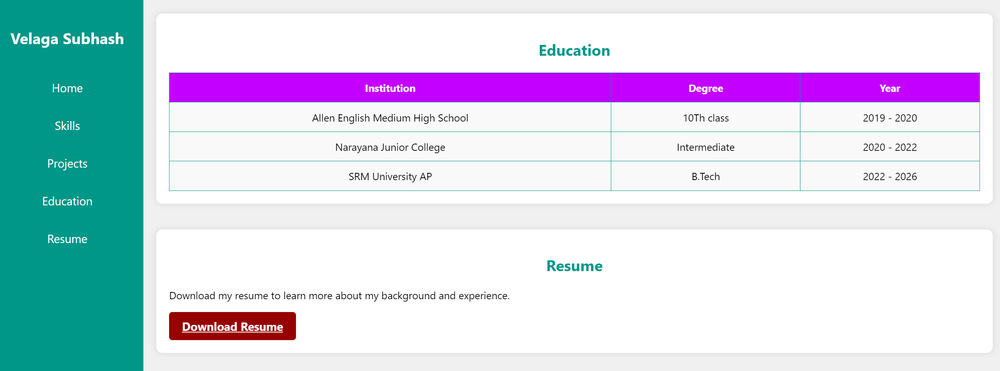 Velaga Subhash
Home
Skills
Projects
Education
Resume
Education
Institution Degree Year
Allen English Medium High School 10Th class 2019 - 2020
Narayana Junior College Intermediate 2020 - 2022
SRM University AP B.Tech 2022 - 2026
Resume
Download my resume to learn more about my background and experience.
Download Resume